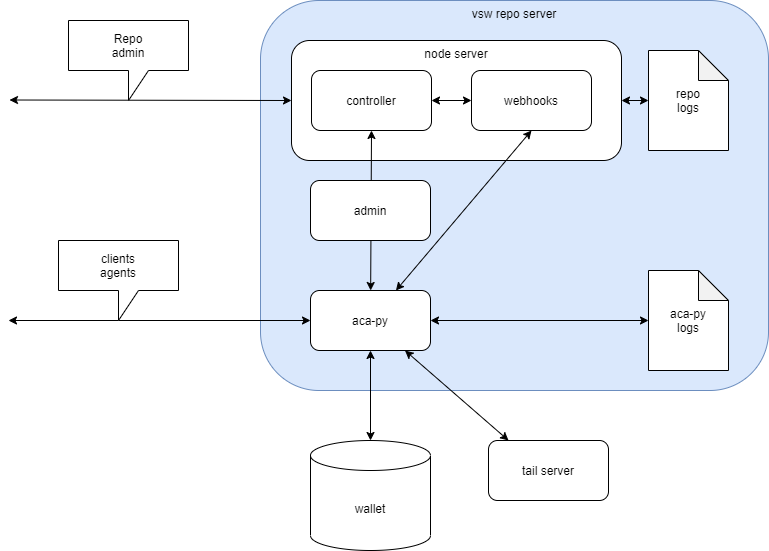 vsw repo server
Repo
admin
node server
controller
webhooks
repo
logs
admin
clients
agents
aca-py
aca-py
logs
tail server
wallet